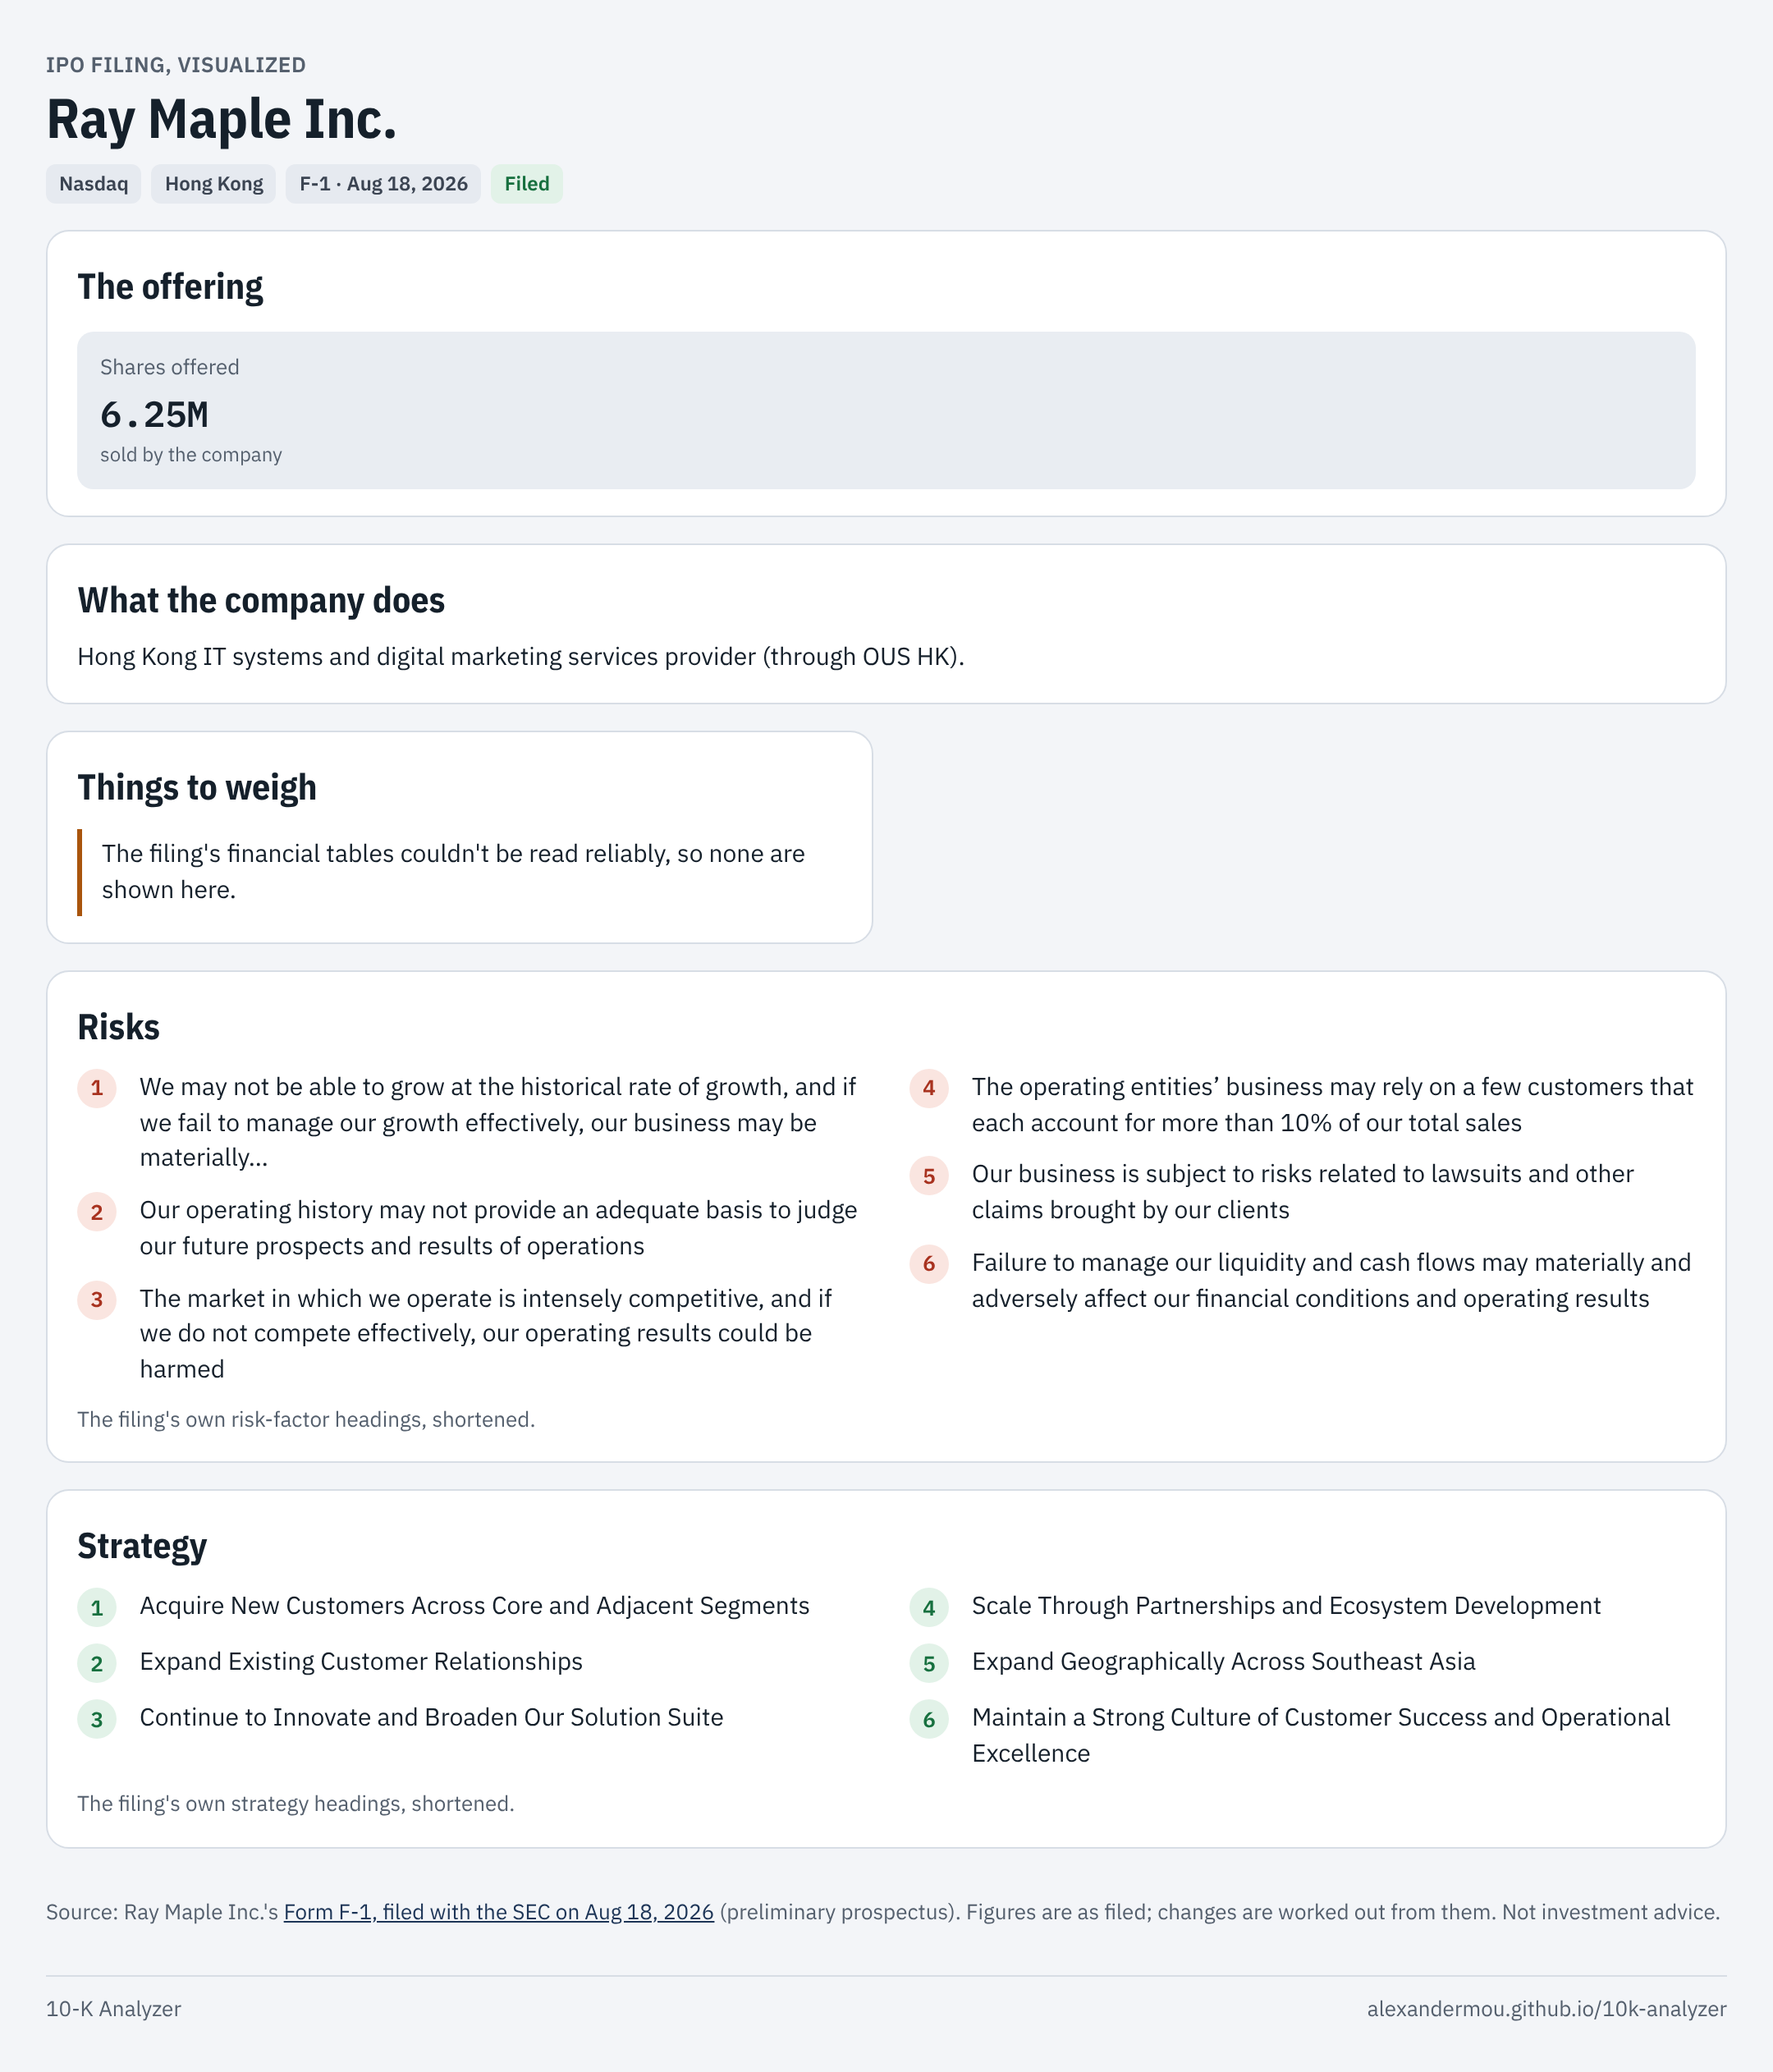 IPO FILING, VISUALIZED
Ray Maple Inc.
Nasdaq
Hong Kong
F-1 · Aug 18, 2026
Filed
The offering
Shares offered
6.25M
sold by the company
What the company does
Hong Kong IT systems and digital marketing services provider (through OUS HK).
Things to weigh
The filing's financial tables couldn't be read reliably, so none are
shown here.
Risks
1
We may not be able to grow at the historical rate of growth, and if
we fail to manage our growth effectively, our business may be
materially…
2
Our operating history may not provide an adequate basis to judge
our future prospects and results of operations
3
The market in which we operate is intensely competitive, and if
we do not compete effectively, our operating results could be
harmed
4
The operating entities’ business may rely on a few customers that
each account for more than 10% of our total sales
5
Our business is subject to risks related to lawsuits and other
claims brought by our clients
6
Failure to manage our liquidity and cash flows may materially and
adversely affect our financial conditions and operating results
The filing's own risk-factor headings, shortened.
Strategy
1
Acquire New Customers Across Core and Adjacent Segments
2
Expand Existing Customer Relationships
3
Continue to Innovate and Broaden Our Solution Suite
4
Scale Through Partnerships and Ecosystem Development
5
Expand Geographically Across Southeast Asia
6
Maintain a Strong Culture of Customer Success and Operational
Excellence
The filing's own strategy headings, shortened.
Source: Ray Maple Inc.'s Form F-1, filed with the SEC on Aug 18, 2026 (preliminary prospectus). Figures are as filed; changes are worked out from them. Not investment advice.
10-K Analyzer
alexandermou.github.io/10k-analyzer